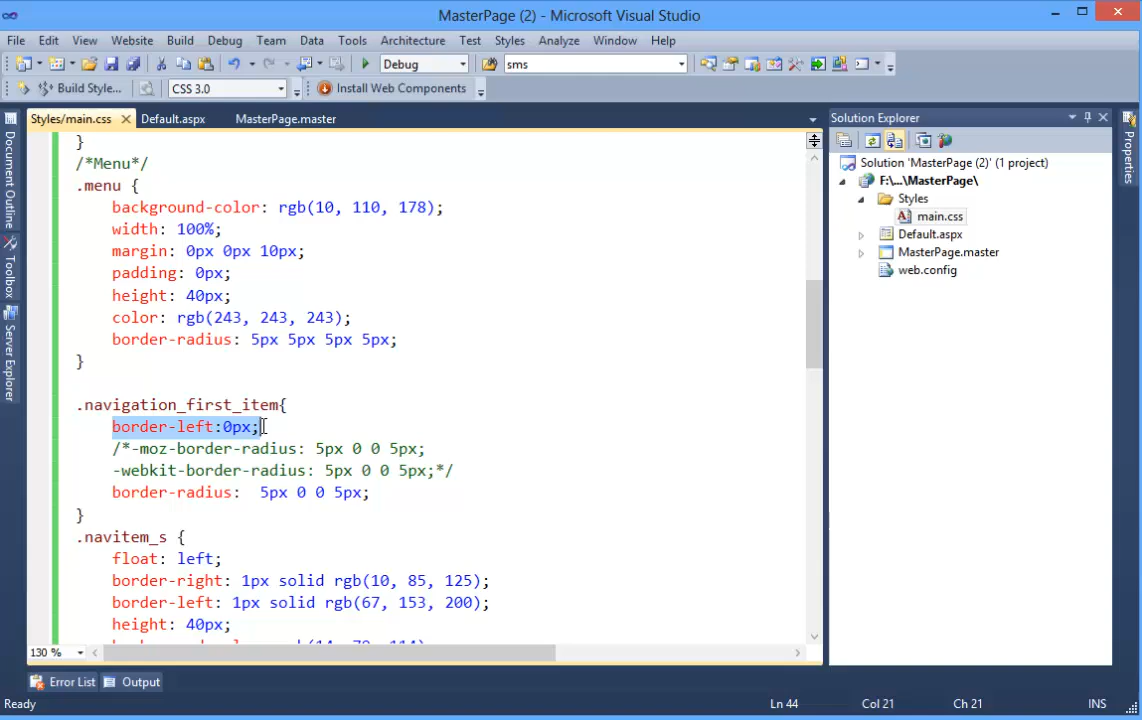 MasterPage (2) - Microsoft Visual Studio
File Edit View Website Build Debug Team Data Tools Architecture Test Styles Analyze Window Help
Debug sms
Build Style... CSS 3.0 Install Web Components
Styles/main.css Default.aspx MasterPage.master
Document Outline
Toolbox
Server Explorer
}
/*Menu*/
.menu {
background-color: rgb(10, 110, 178);
width: 100%;
margin: 0px 0px 10px;
padding: 0px;
height: 40px;
color: rgb(243, 243, 243);
border-radius: 5px 5px 5px 5px;
}
.navigation_first_item{
border-left:0px;
/*-moz-border-radius: 5px 0 0 5px;
-webkit-border-radius: 5px 0 0 5px;*/
border-radius:  5px 0 0 5px;
}
.navitem_s {
float: left;
border-right: 1px solid rgb(10, 85, 125);
border-left: 1px solid rgb(67, 153, 200);
height: 40px;
130 %
Solution Explorer
Solution 'MasterPage (2)' (1 project)
F:\...\MasterPage\
Styles
main.css
Default.aspx
MasterPage.master
web.config
Properties
Error List Output
Ready Ln 44 Col 21 Ch 21 INS